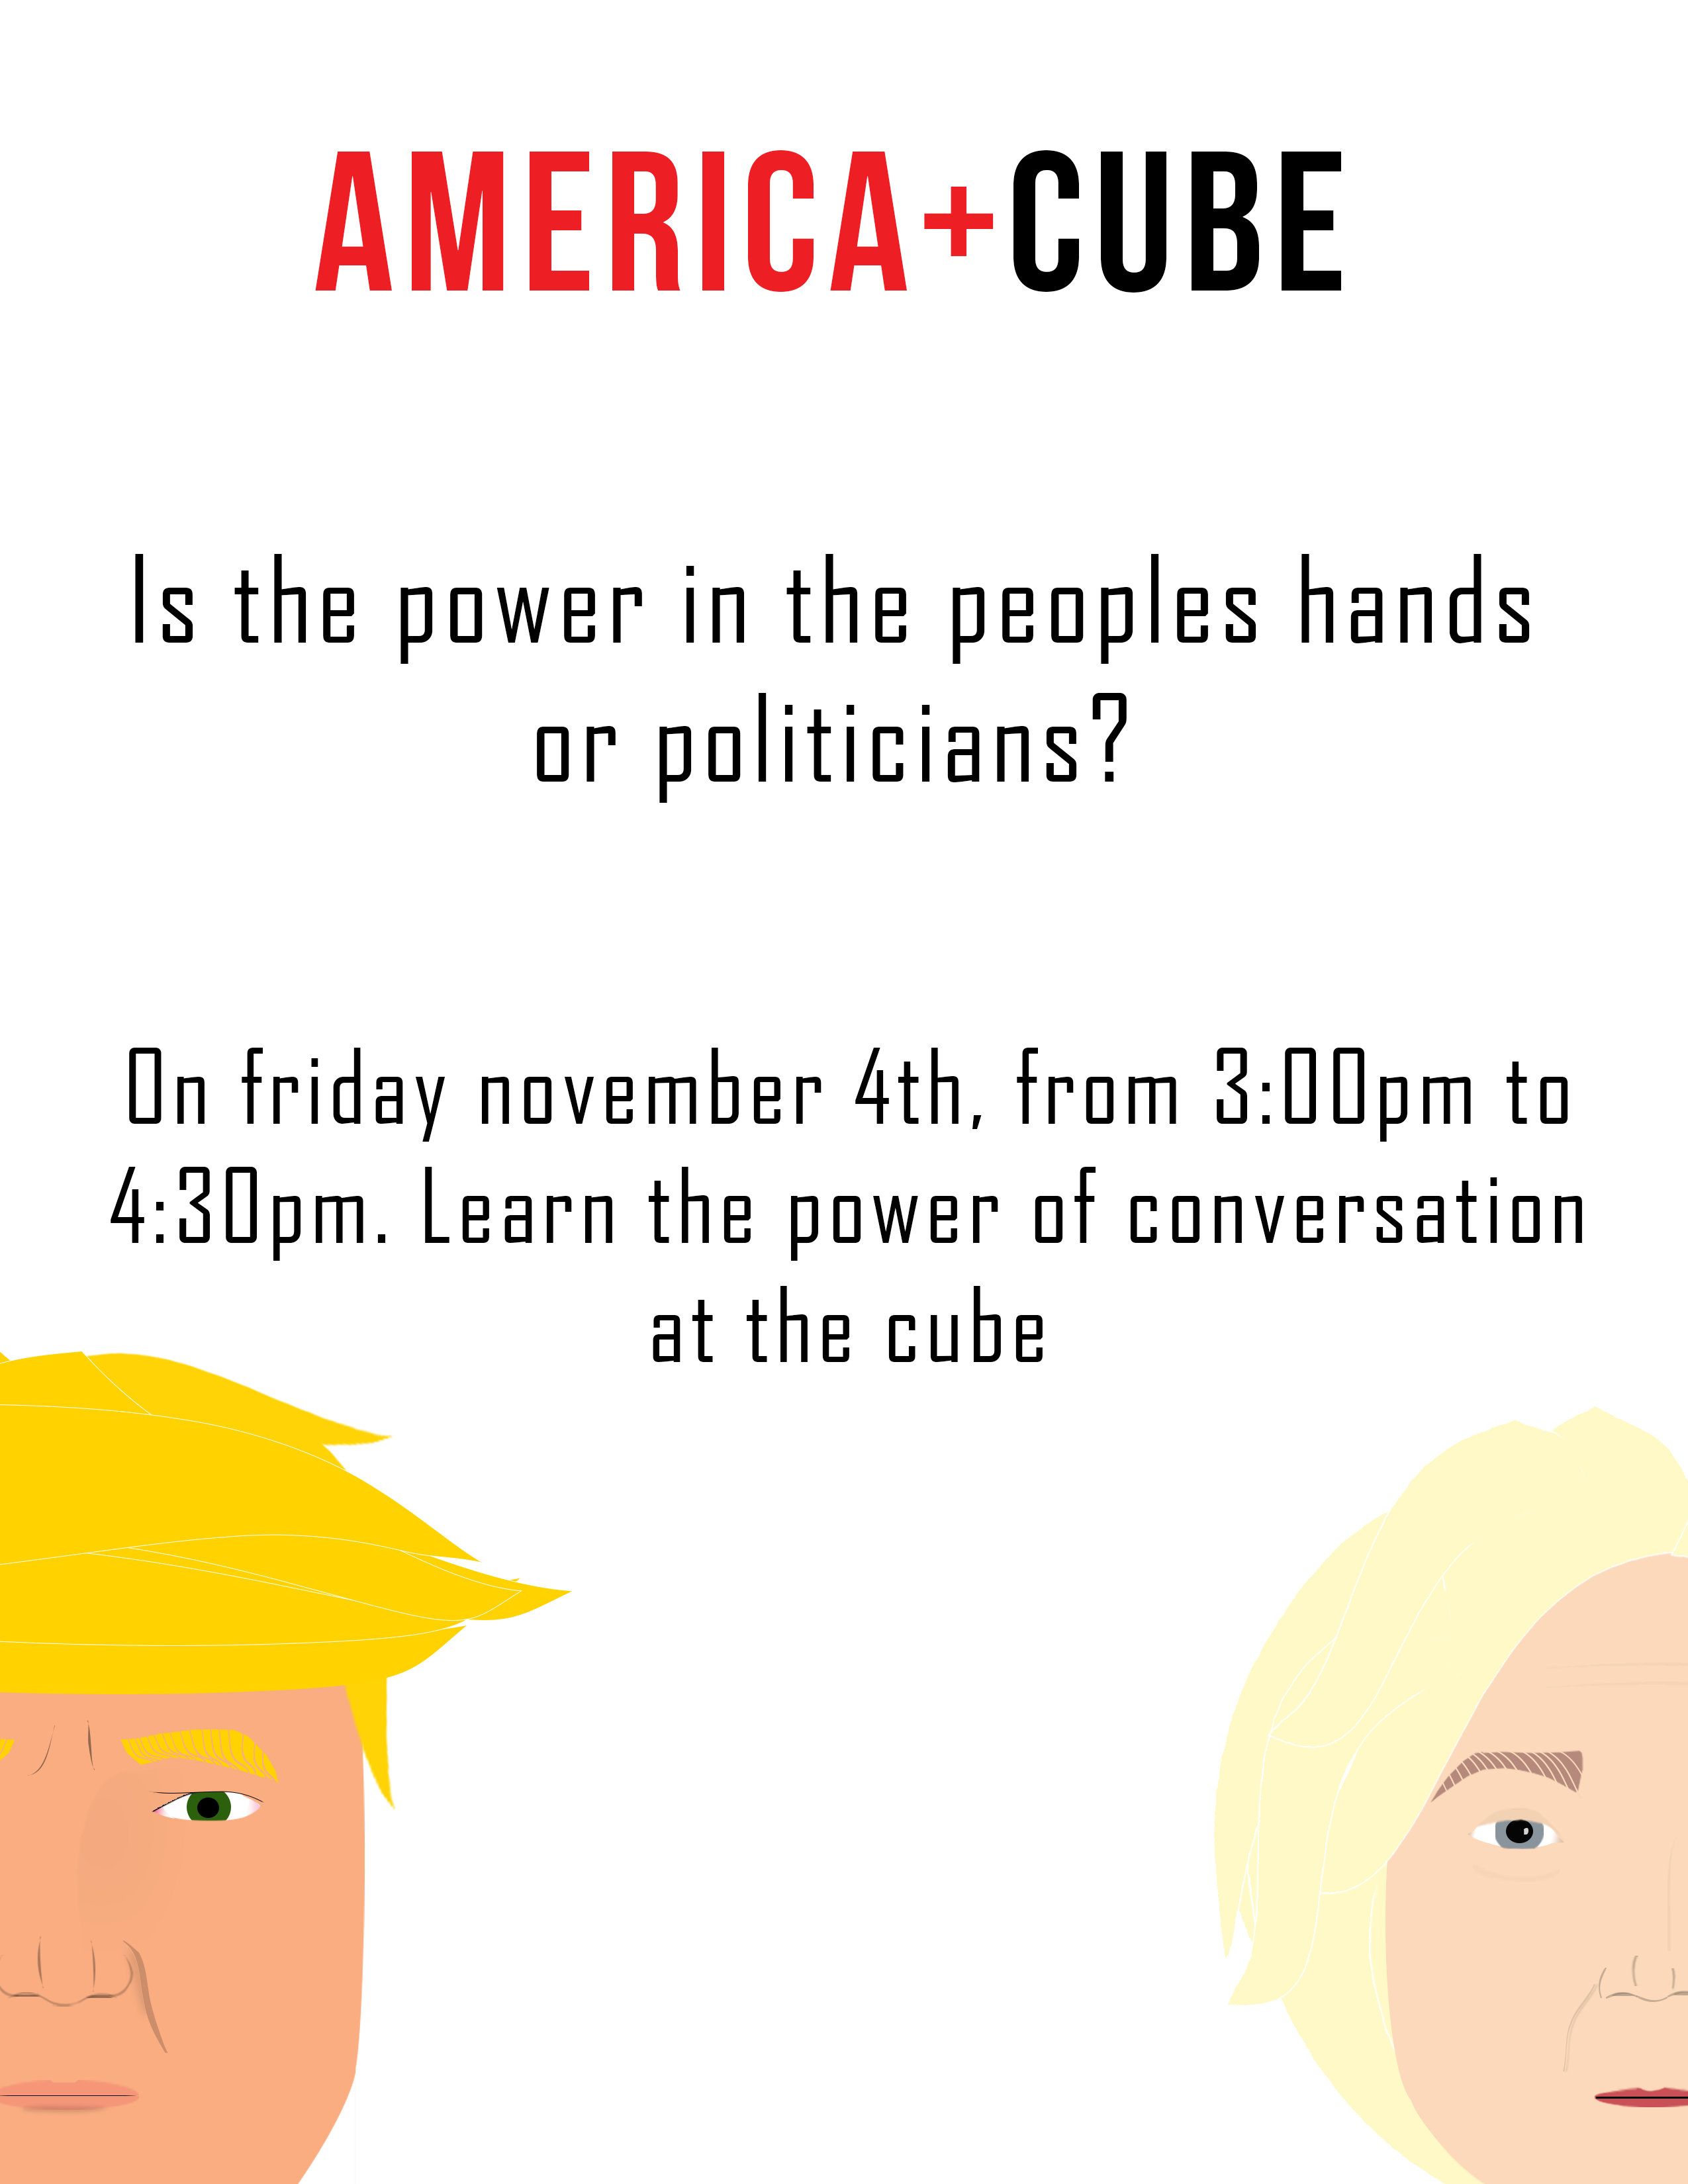 AMERICA+CUBE
Is the power in the peoples hands
or politicians?
On friday november 4th, from 3:00pm to
4:30pm. Learn the power of conversation
at the cube